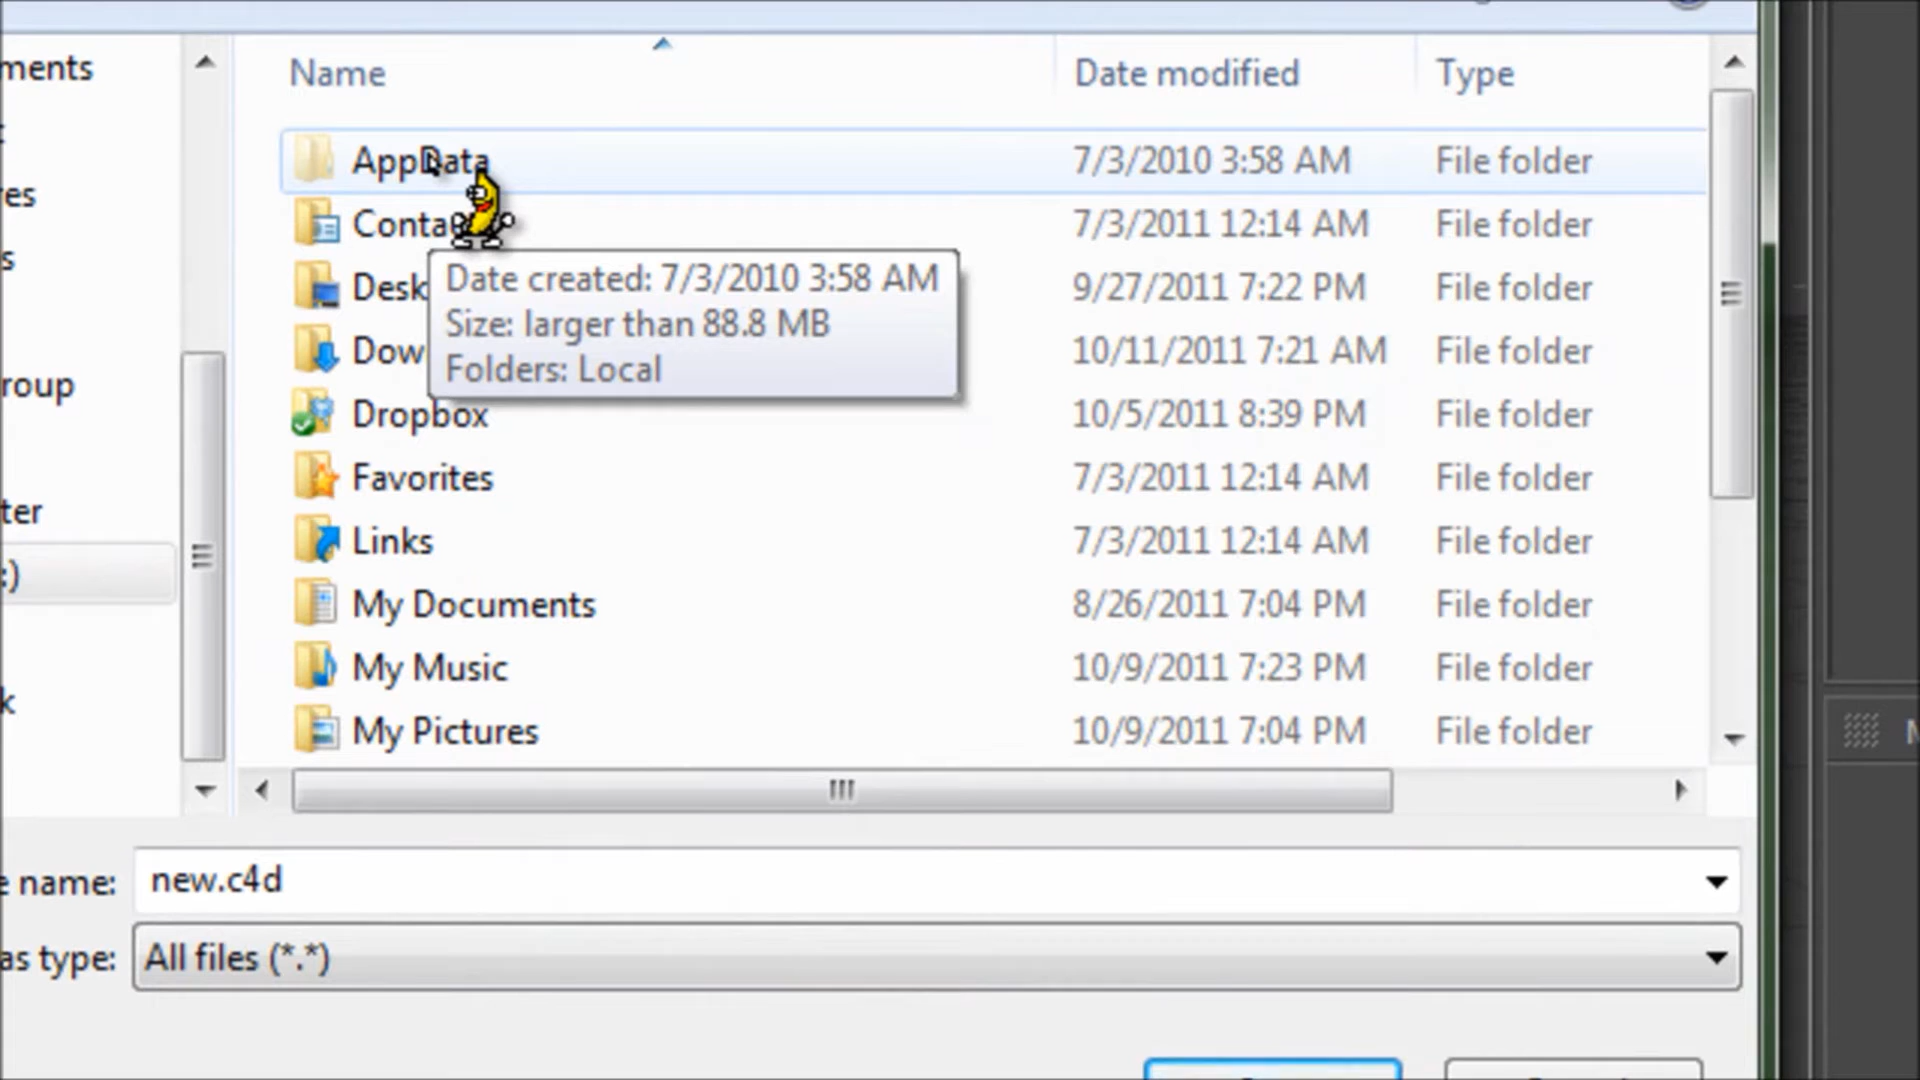 ments
Name Date modified Type
AppData 7/3/2010 3:58 AM File folder
es
Conta 7/3/2011 12:14 AM File folder
s
Desk 9/27/2011 7:22 PM File folder
Date created: 7/3/2010 3:58 AM
Size: larger than 88.8 MB
Folders: Local
Dow 10/11/2011 7:21 AM File folder
roup
Dropbox 10/5/2011 8:39 PM File folder
Favorites 7/3/2011 12:14 AM File folder
ter
Links 7/3/2011 12:14 AM File folder
:)
My Documents 8/26/2011 7:04 PM File folder
My Music 10/9/2011 7:23 PM File folder
k
My Pictures 10/9/2011 7:04 PM File folder
e name: new.c4d
as type: All files (*.*)